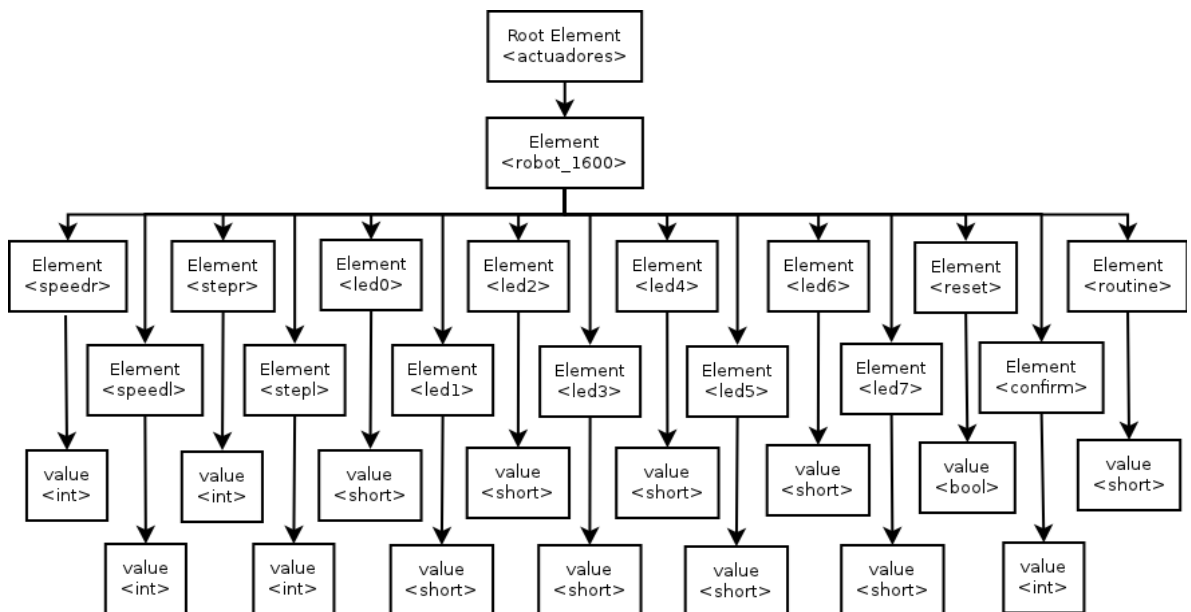 Root Element
<actuadores>
Element
<robot_1600>
Element
<speedr>
Element
<stepr>
Element
<led0>
Element
<led2>
Element
<led4>
Element
<led6>
Element
<reset>
Element
<routine>
Element
<speedl>
Element
<stepl>
Element
<led1>
Element
<led3>
Element
<led5>
Element
<led7>
Element
<confirm>
value
<int>
value
<int>
value
<short>
value
<short>
value
<short>
value
<short>
value
<bool>
value
<short>
value
<int>
value
<int>
value
<short>
value
<short>
value
<short>
value
<short>
value
<int>